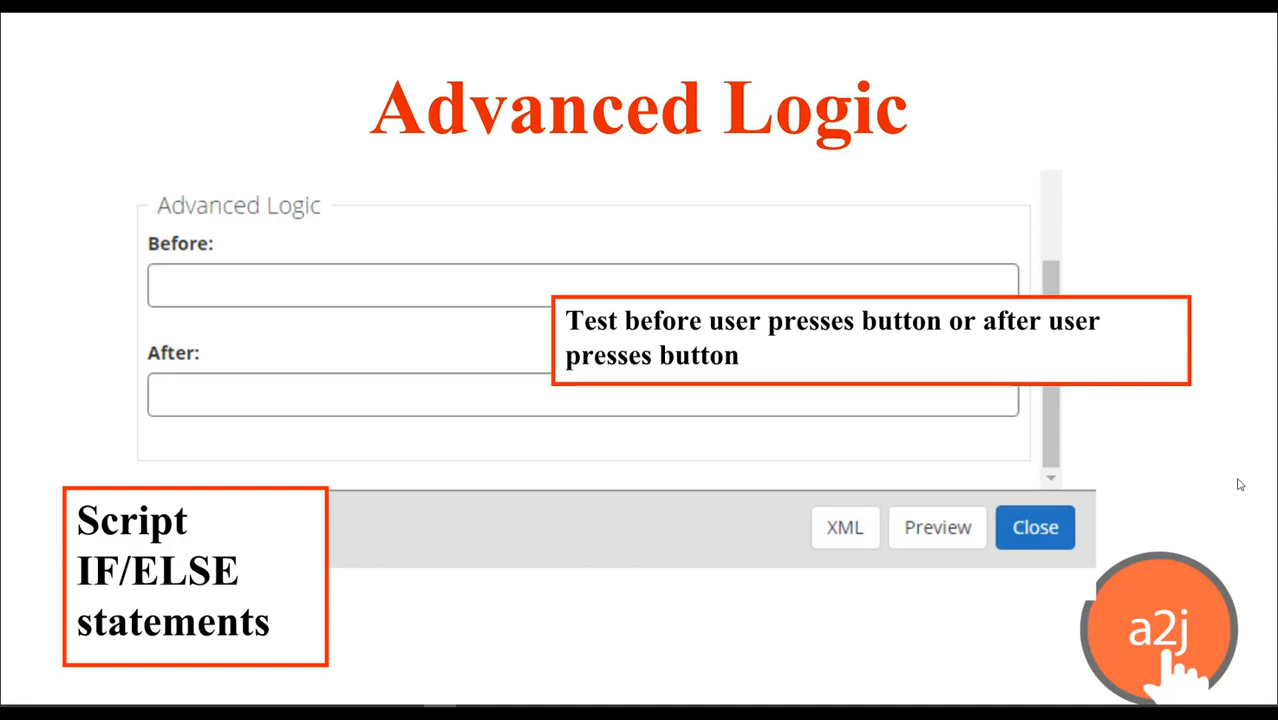 Advanced Logic
Advanced Logic
Before:
Test before user presses button or after user
presses button
After:
Script
IF/ELSE
statements
XML
Preview
Close
a2j